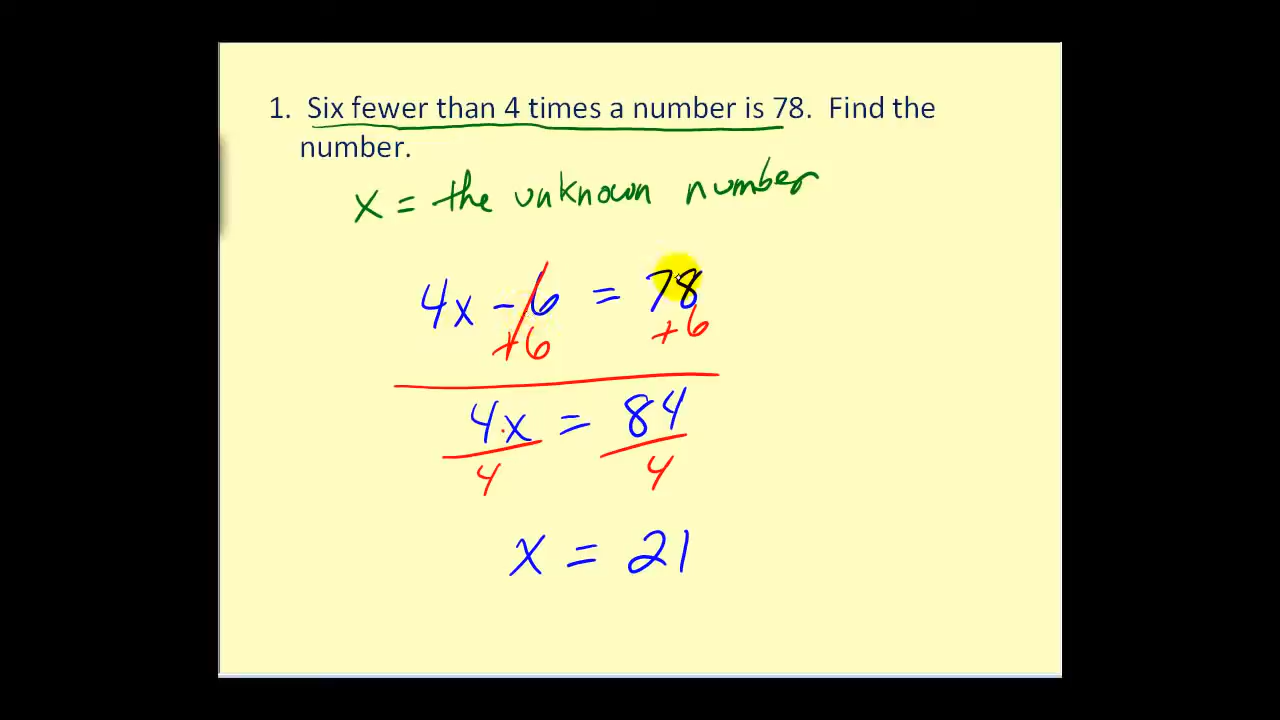 1. Six fewer than 4 times a number is 78. Find the
number.
x = the unknown number
4x - 6 = 78
+6 +6
4·x = 84
4 4
x = 21